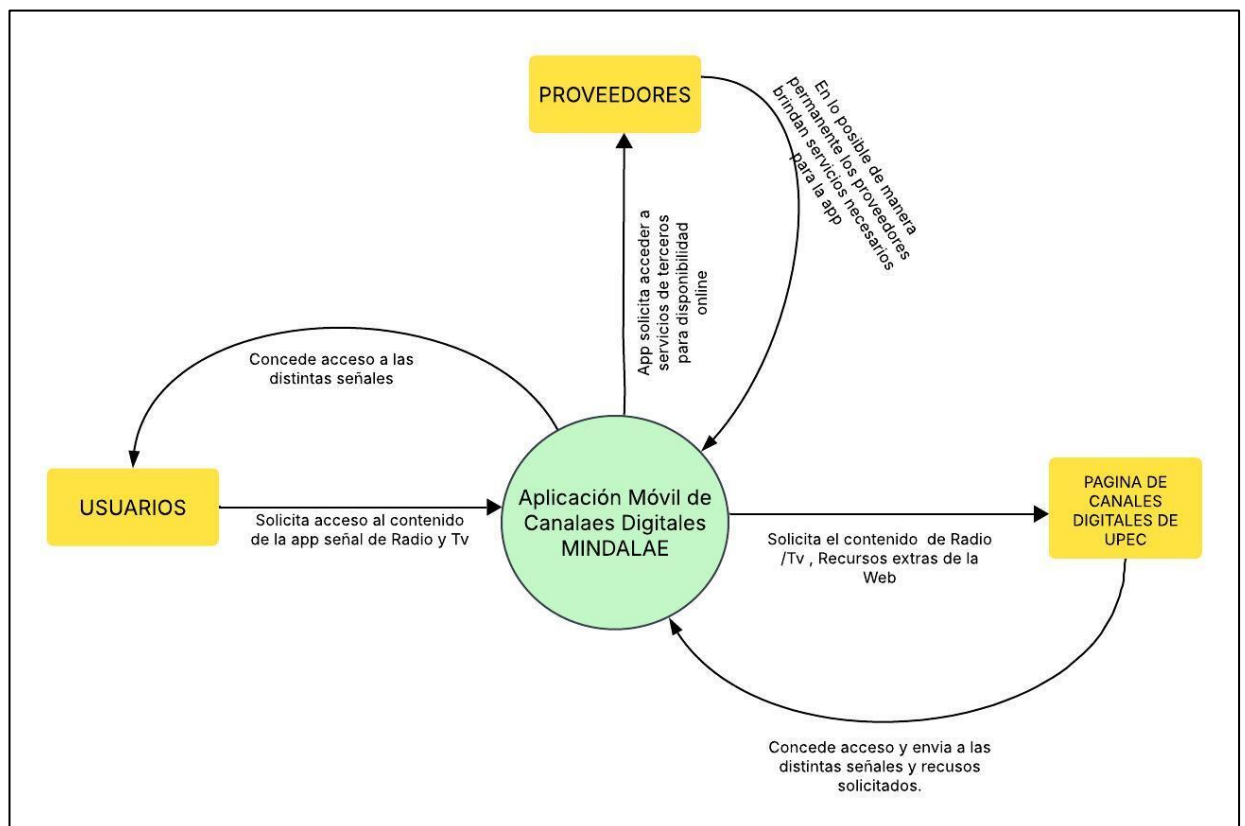 PROVEEDORES
En lo posible de manera
permanente los proveedores
brindan servicios necesarios
para la app
App solicita acceder a
servicios de terceros
para disponibilidad
online
Concede acceso a las
distintas señales
USUARIOS
Solicita acceso al contenido
de la app señal de Radio y Tv
Aplicación Móvil de
Canalaes Digitales
MINDALAE
Solicita el contenido de Radio
/Tv , Recursos extras de la
Web
PAGINA DE
CANALES
DIGITALES DE
UPEC
Concede acceso y envia a las
distintas señales y recusos
solicitados.